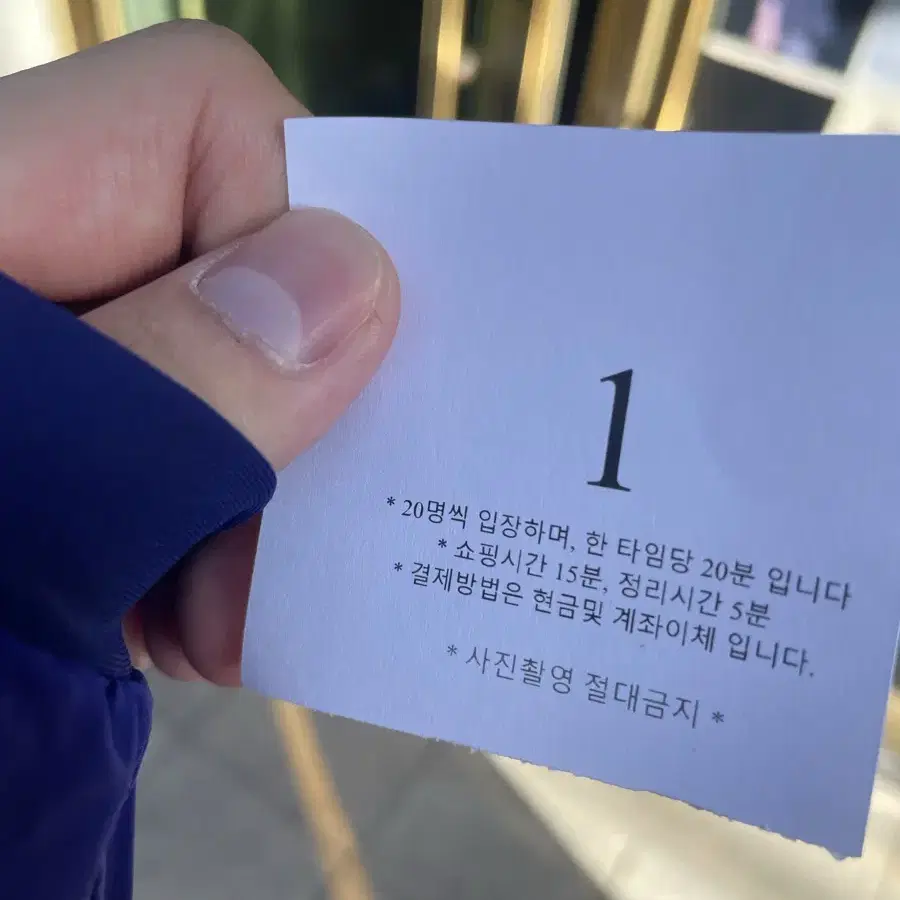 1
* 20명씩 입장하며, 한 타임당 20분 입니다
* 쇼핑시간 15분, 정리시간 5분
* 결제방법은 현금및 계좌이체 입니다.
* 사진촬영 절대금지 *